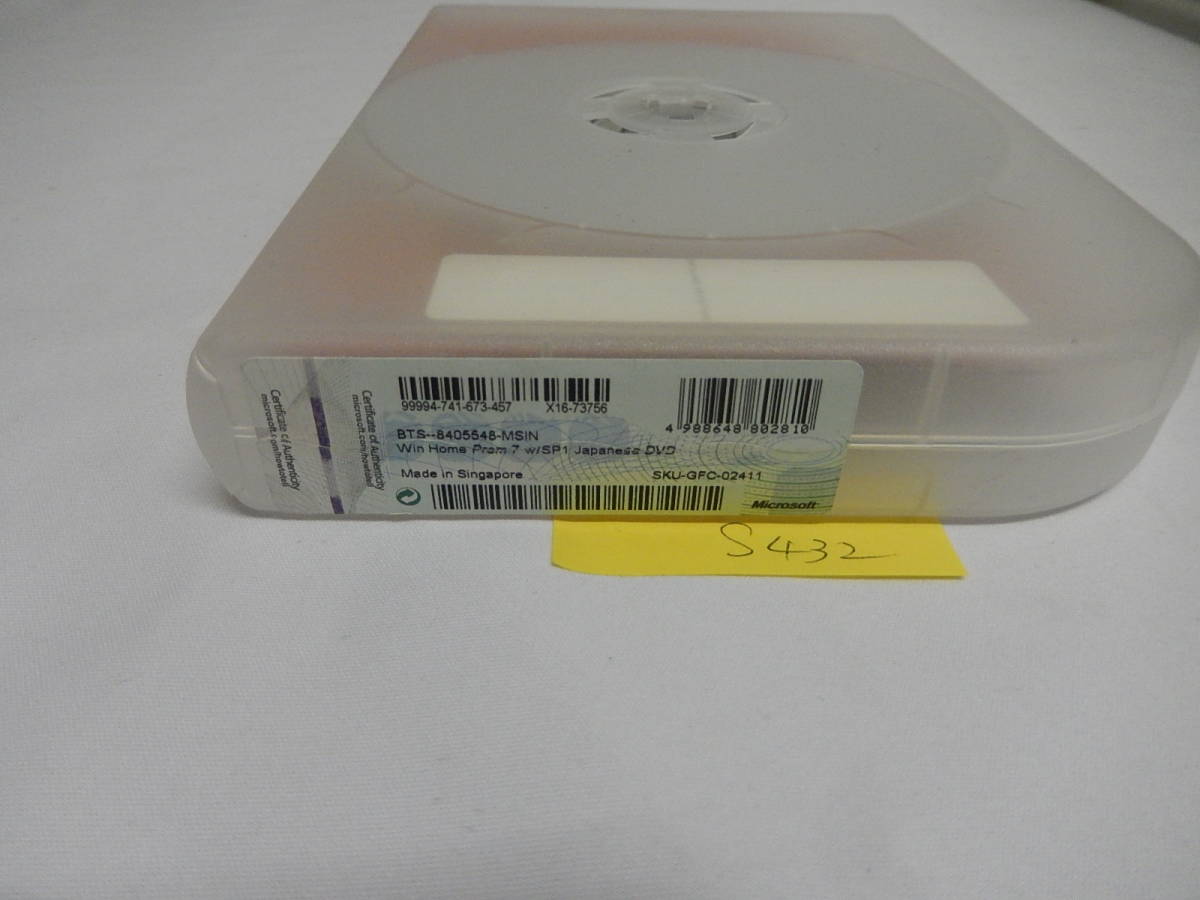 Certificate of Authenticity
microsoft.com/howtotell
Certificate of Authenticity
microsoft.com/howtotell
99994-741-673-457 X16-73756
4 988648 802810
BTS--8405548-MSIN
Win Home Prem 7 w/SP1 Japanese DVD
Made in Singapore SKU-GFC-02411
Microsoft
S432